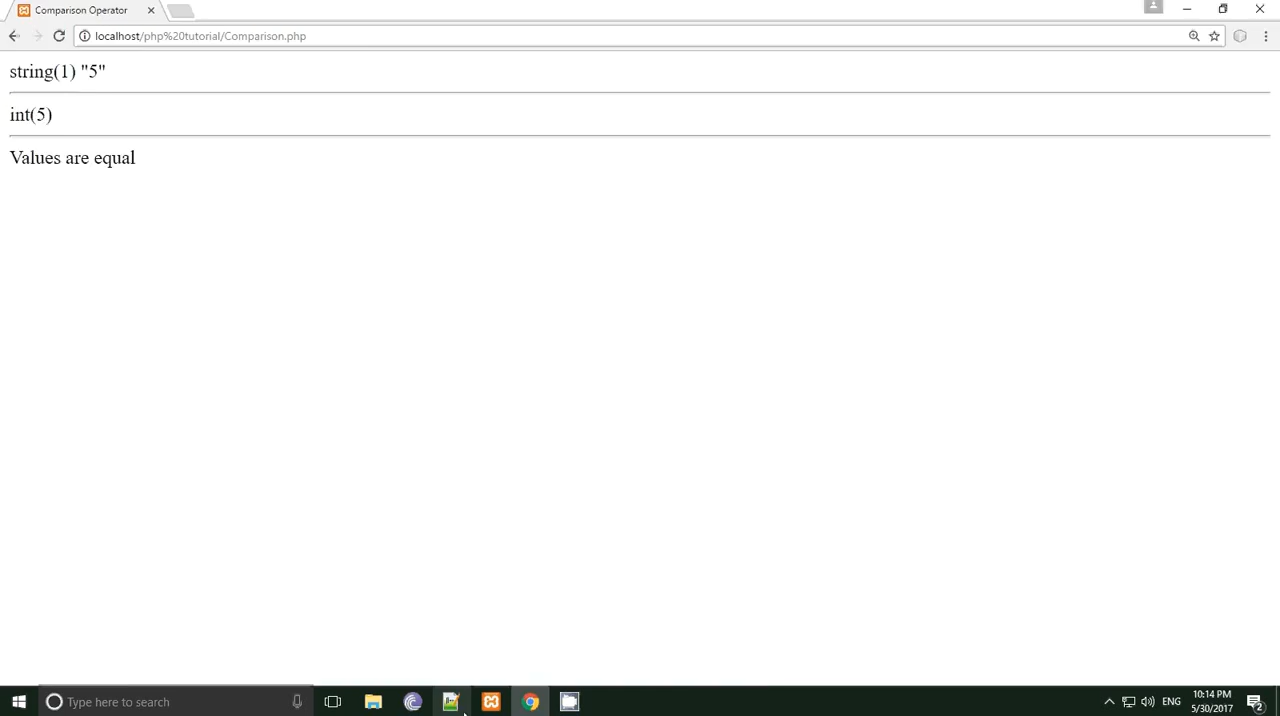 Comparison Operator
localhost/php%20tutorial/Comparison.php
string(1) "5"
int(5)
Values are equal
Type here to search
ENG
10:14 PM
5/30/2017
2